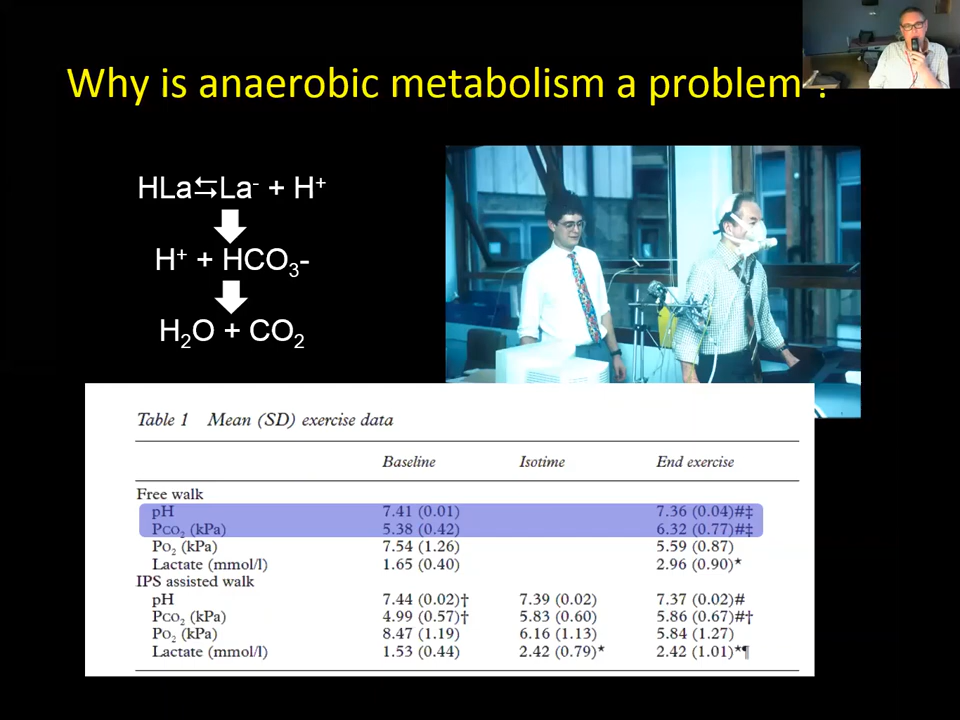 Why is anaerobic metabolism a problem ?
HLa⇆La- + H+
H+ + HCO3-
H2O + CO2
Table 1 Mean (SD) exercise data
Baseline Isotime End exercise
Free walk
pH 7.41 (0.01) 7.36 (0.04)#‡
PCO2 (kPa) 5.38 (0.42) 6.32 (0.77)#‡
PO2 (kPa) 7.54 (1.26) 5.59 (0.87)
Lactate (mmol/l) 1.65 (0.40) 2.96 (0.90)*
IPS assisted walk
pH 7.44 (0.02)† 7.39 (0.02) 7.37 (0.02)#
PCO2 (kPa) 4.99 (0.57)† 5.83 (0.60) 5.86 (0.67)#†
PO2 (kPa) 8.47 (1.19) 6.16 (1.13) 5.84 (1.27)
Lactate (mmol/l) 1.53 (0.44) 2.42 (0.79)* 2.42 (1.01)*¶